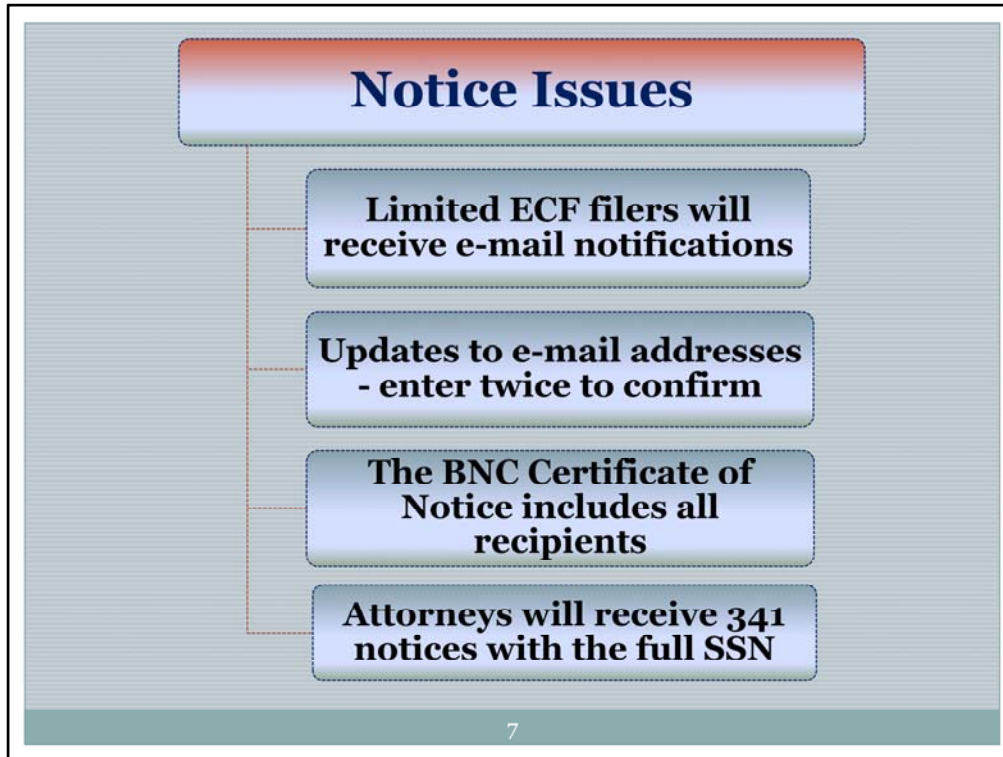 Notice Issues
Limited ECF filers will
receive e-mail notifications
Updates to e-mail addresses
- enter twice to confirm
The BNC Certificate of
Notice includes all
recipients
Attorneys will receive 341
notices with the full SSN
7